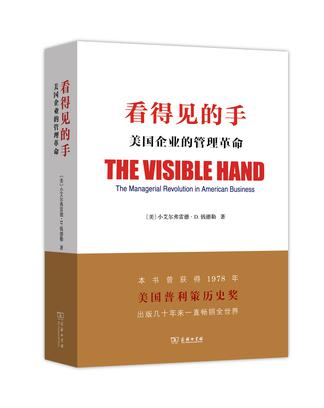 看得见的手
美国企业的管理革命
〔美〕小艾尔弗雷德·D.钱德勒 著
看得见的手
美国企业的管理革命
THE VISIBLE HAND
The Managerial Revolution in American Business
〔美〕小艾尔弗雷德·D.钱德勒 著
本书曾获得1978年
美国普利策历史奖
出版几十年来一直畅销全世界
商务印书馆